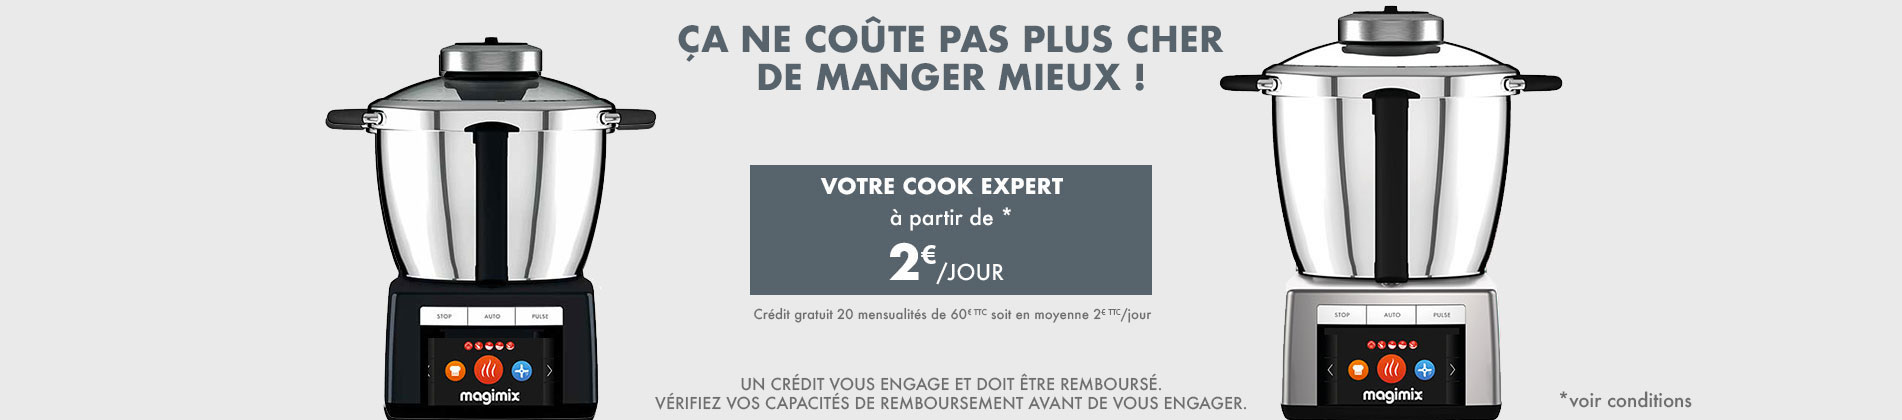 ÇA NE COÛTE PAS PLUS CHER
DE MANGER MIEUX !
VOTRE COOK EXPERT
à partir de *
2€/JOUR
Crédit gratuit 20 mensualités de 60€ TTC soit en moyenne 2€ TTC/jour
UN CRÉDIT VOUS ENGAGE ET DOIT ÊTRE REMBOURSÉ.
VÉRIFIEZ VOS CAPACITÉS DE REMBOURSEMENT AVANT DE VOUS ENGAGER.
*voir conditions
STOP AUTO PULSE
magimix
STOP AUTO PULSE
magimix